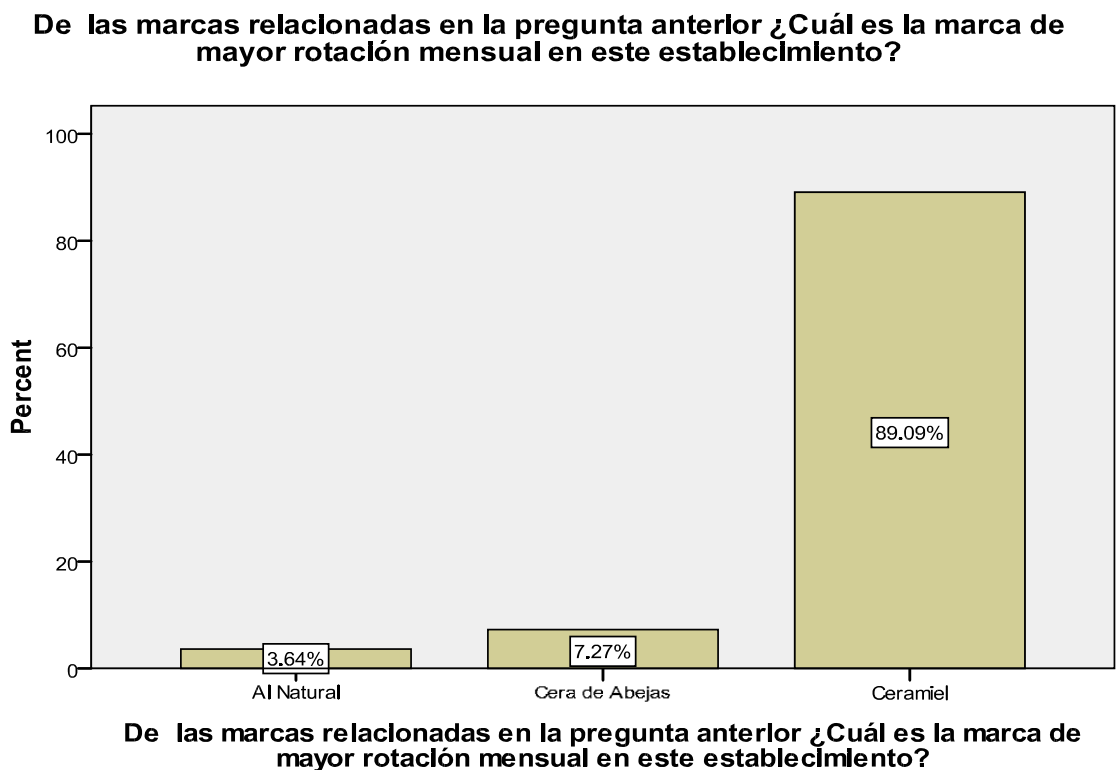 De las marcas relacionadas en la pregunta anterior ¿Cuál es la marca de
mayor rotación mensual en este establecimiento?
100
80
60
40
20
0
Percent
3.64%
7.27%
89.09%
Al Natural
Cera de Abejas
Ceramiel
De las marcas relacionadas en la pregunta anterior ¿Cuál es la marca de
mayor rotación mensual en este establecimiento?